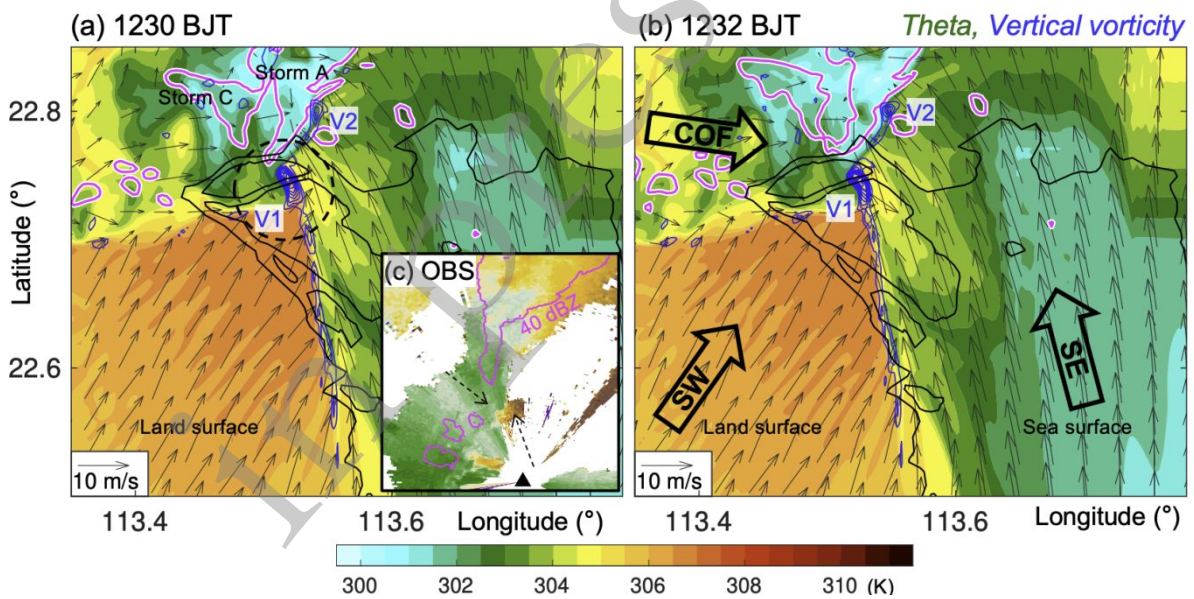 (a) 1230 BJT
(b) 1232 BJT
Theta, Vertical vorticity
Storm A
Storm C
V2
V1
Land surface
10 m/s
(c) OBS
40 dBZ
COF
V2
V1
SW
SE
Land surface
Sea surface
10 m/s
Latitude (°)
22.8
22.6
113.4
113.6
Longitude (°)
113.4
113.6
Longitude (°)
300 302 304 306 308 310 (K)